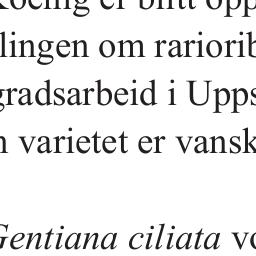 Koenig er blitt opp
lingen om rariorib
gradsarbeid i Upps
n varietet er vansk
Gentiana ciliata vo